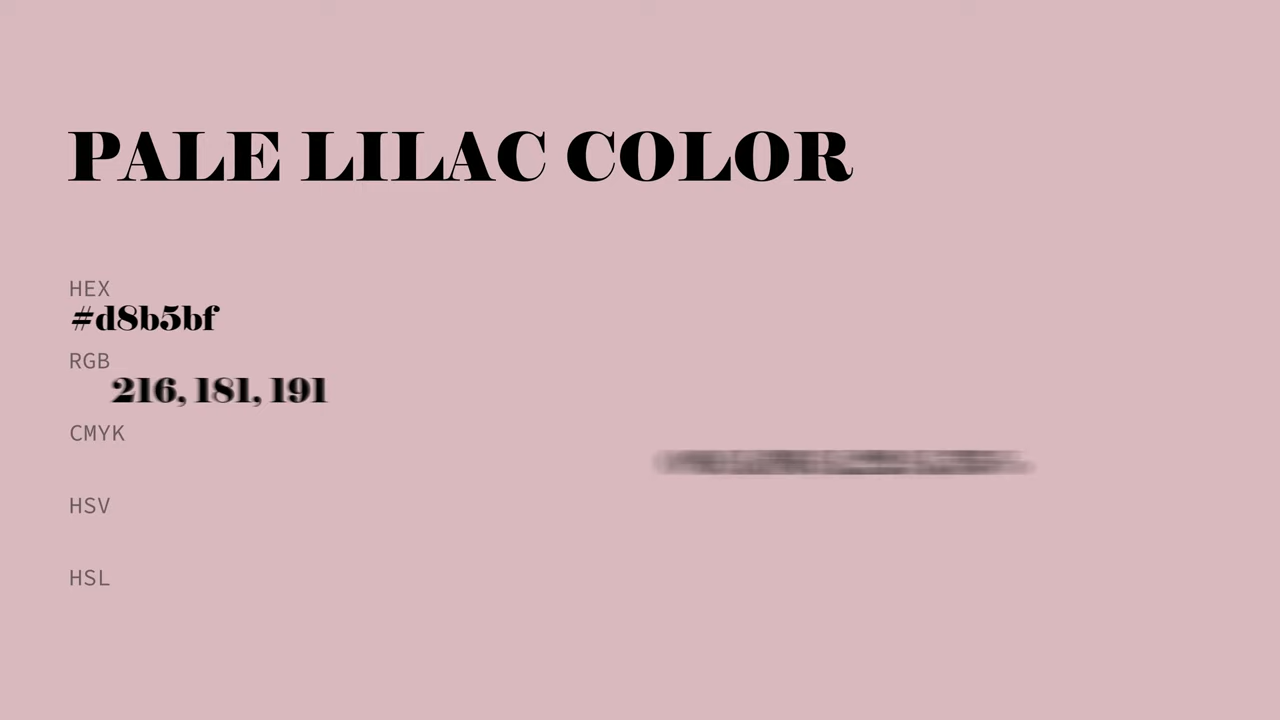 PALE LILAC COLOR
HEX
#d8b5bf
RGB
216, 181, 191
CMYK
HSV
HSL